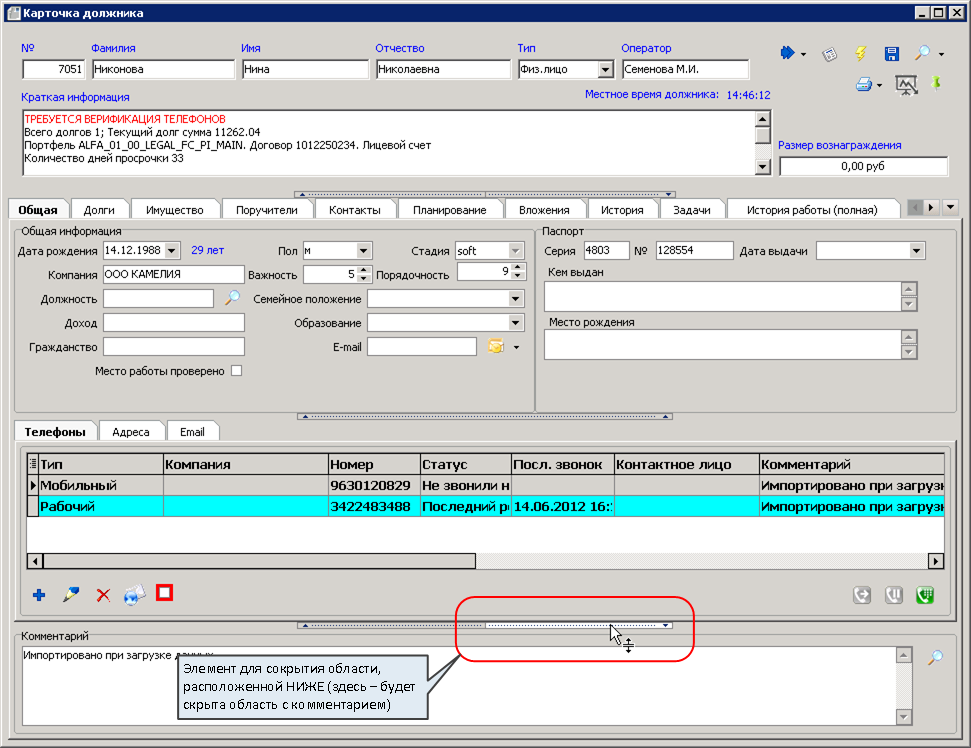 Карточка должника
№ Фамилия Имя Отчество Тип Оператор
7051 Никонова Нина Николаевна Физ.лицо Семенова М.И.
Краткая информация
Местное время должника: 14:46:12
ТРЕБУЕТСЯ ВЕРИФИКАЦИЯ ТЕЛЕФОНОВ
Всего долгов 1; Текущий долг сумма 11262.04
Портфель ALFA_01_00_LEGAL_FC_PI_MAIN. Договор 1012250234. Лицевой счет
Количество дней просрочки 33
Размер вознаграждения
0,00 руб
Общая Долги Имущество Поручители Контакты Планирование Вложения История Задачи История работы (полная)
Общая информация
Дата рождения 14.12.1988 29 лет Пол м Стадия soft
Компания ООО КАМЕЛИЯ Важность 5 Порядочность 9
Должность Семейное положение
Доход Образование
Гражданство E-mail
Место работы проверено
Паспорт
Серия 4803 № 128554 Дата выдачи
Кем выдан
Место рождения
Телефоны Адреса Email
Тип Компания Номер Статус Посл. звонок Контактное лицо Комментарий
Мобильный 9630120829 Не звонили н Импортировано при загрузк
Рабочий 3422483488 Последний р 14.06.2012 16: Импортировано при загрузк
Комментарий
Импортировано при загрузке данных
Элемент для сокрытия области,
расположенной НИЖЕ (здесь – будет
скрыта область с комментарием)